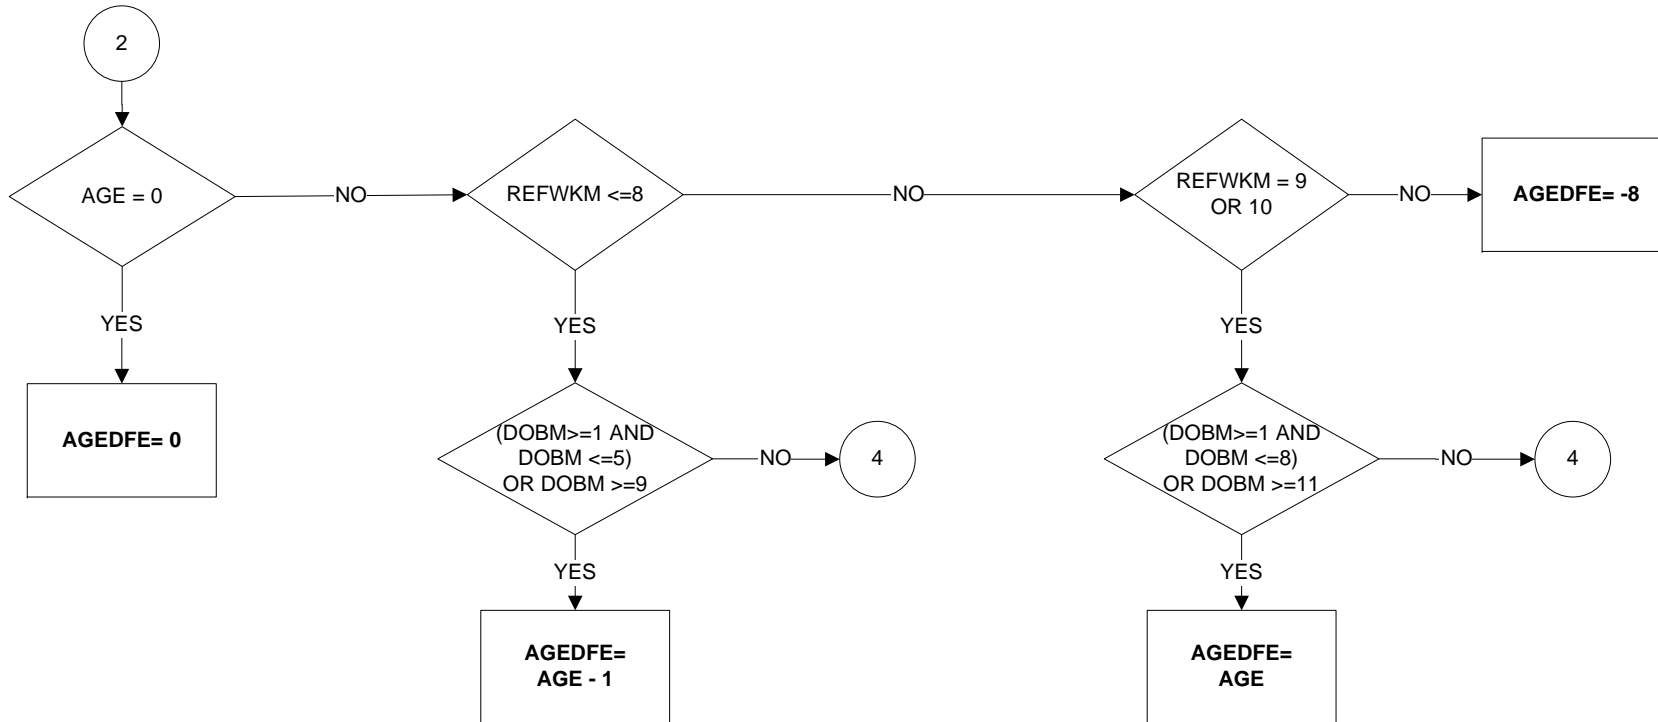 2
AGE = 0
NO
REFWKM <=8
NO
REFWKM = 9
OR 10
NO
AGEDFE= -8
YES
YES
YES
AGEDFE= 0
(DOBM>=1 AND
DOBM <=5)
OR DOBM >=9
NO
4
(DOBM>=1 AND
DOBM <=8)
OR DOBM >=11
NO
4
YES
YES
AGEDFE=
AGE - 1
AGEDFE=
AGE